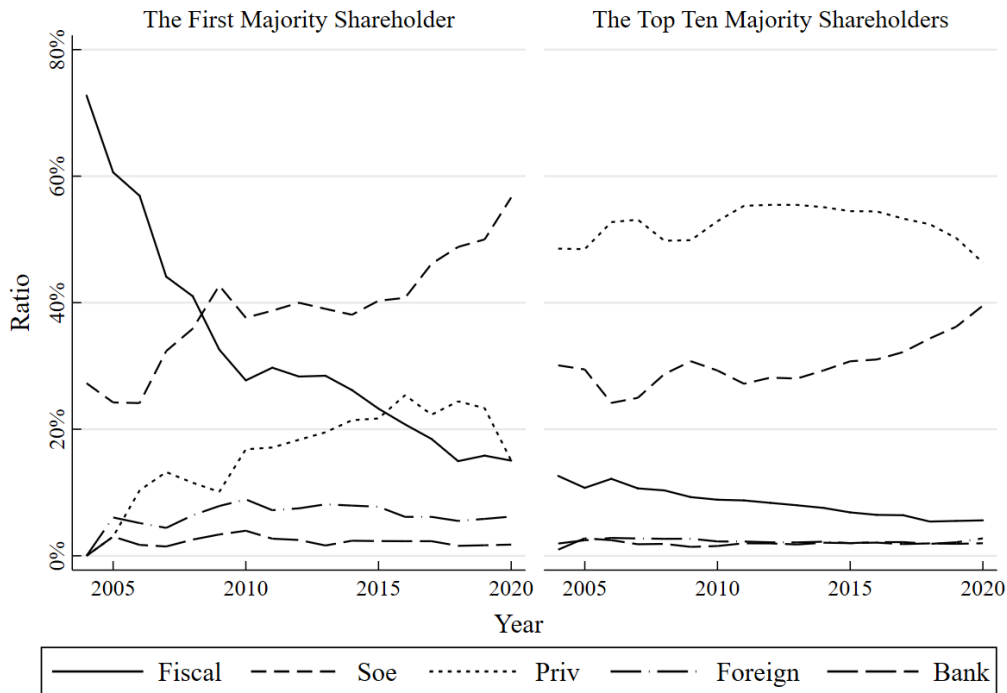 The First Majority Shareholder
The Top Ten Majority Shareholders
80%
60%
40%
20%
0%
Ratio
2005 2010 2015 2020
2005 2010 2015 2020
Year
Fiscal Soe Priv Foreign Bank